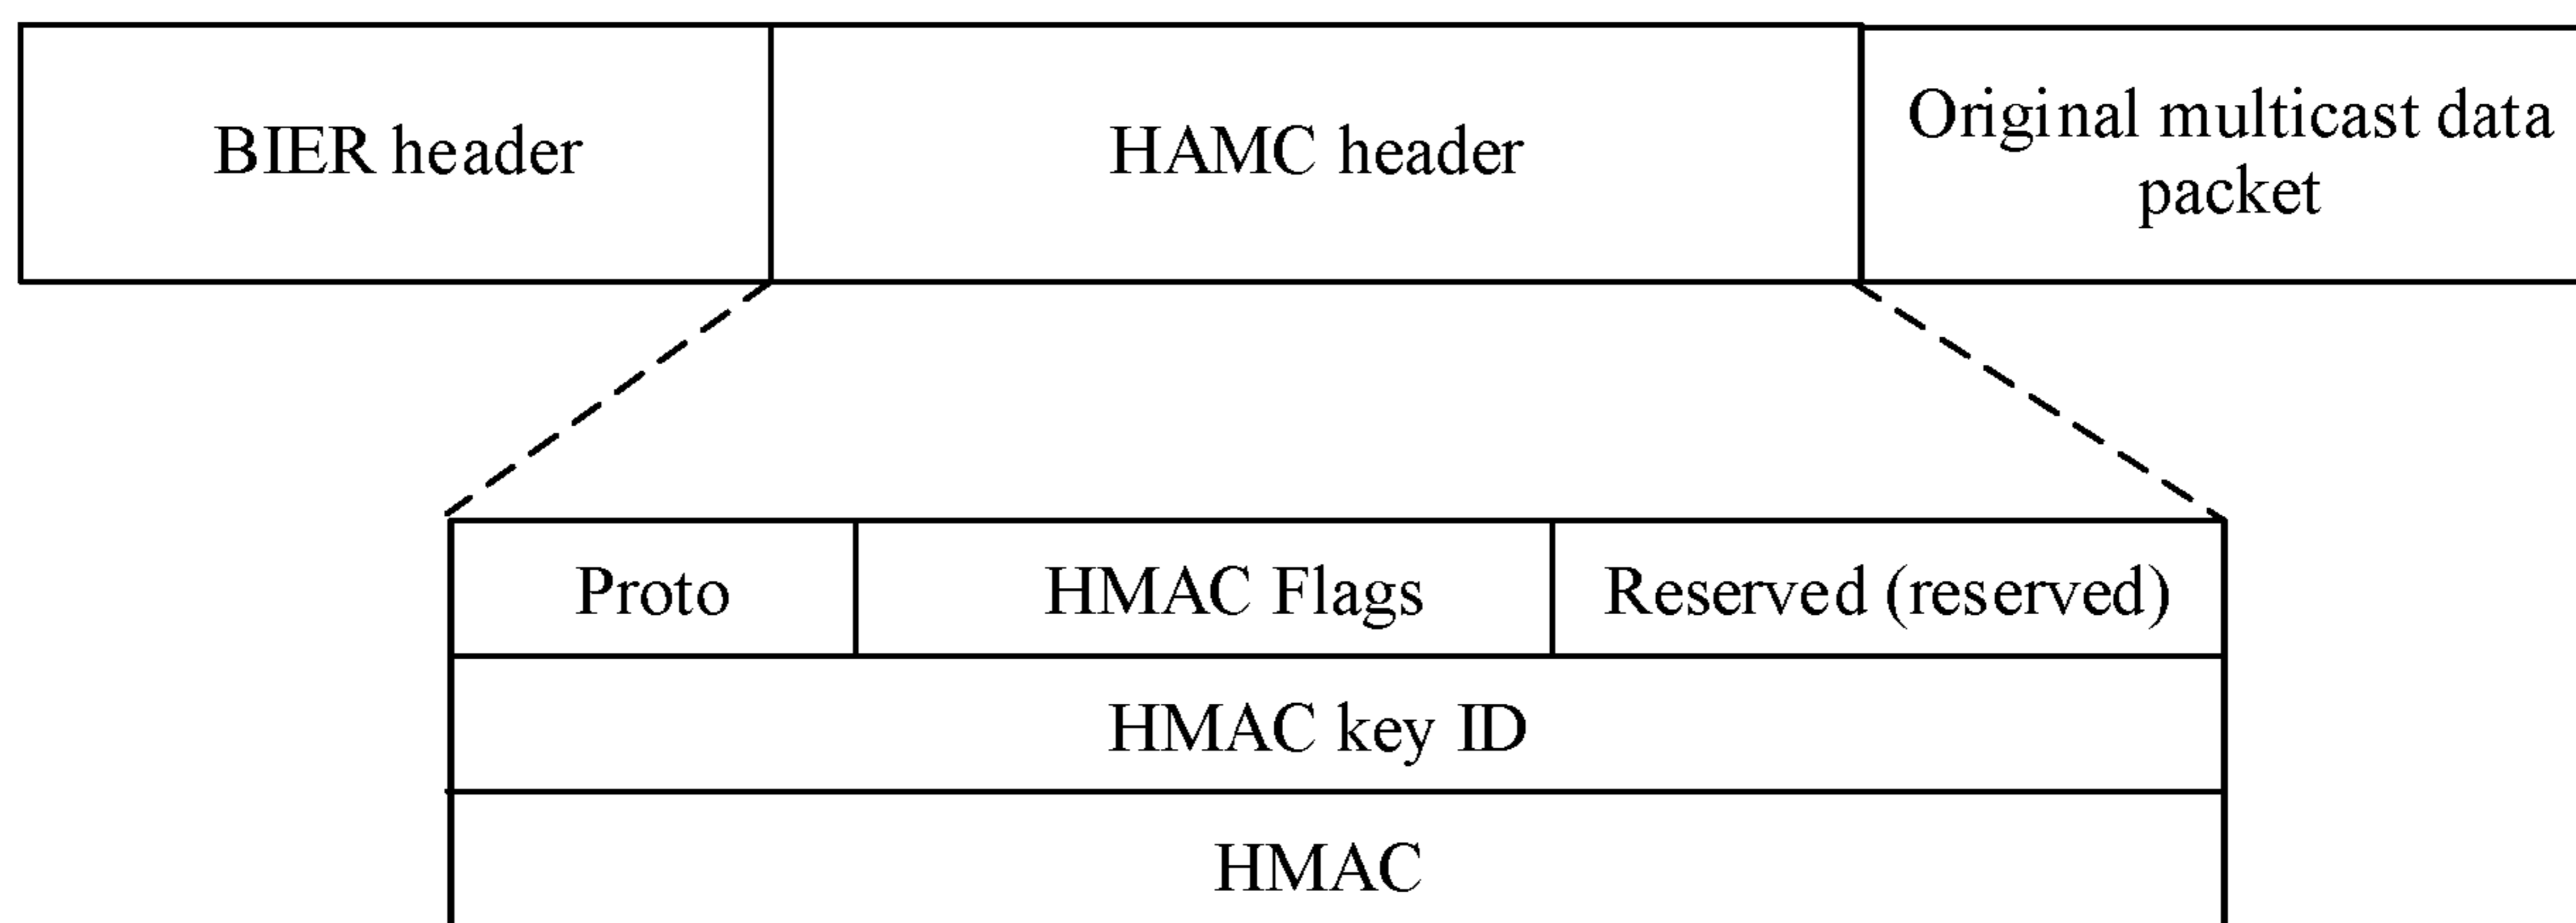 BIER header
HAMC header
Original multicast data
packet
Proto
HMAC Flags
Reserved (reserved)
HMAC key ID
HMAC